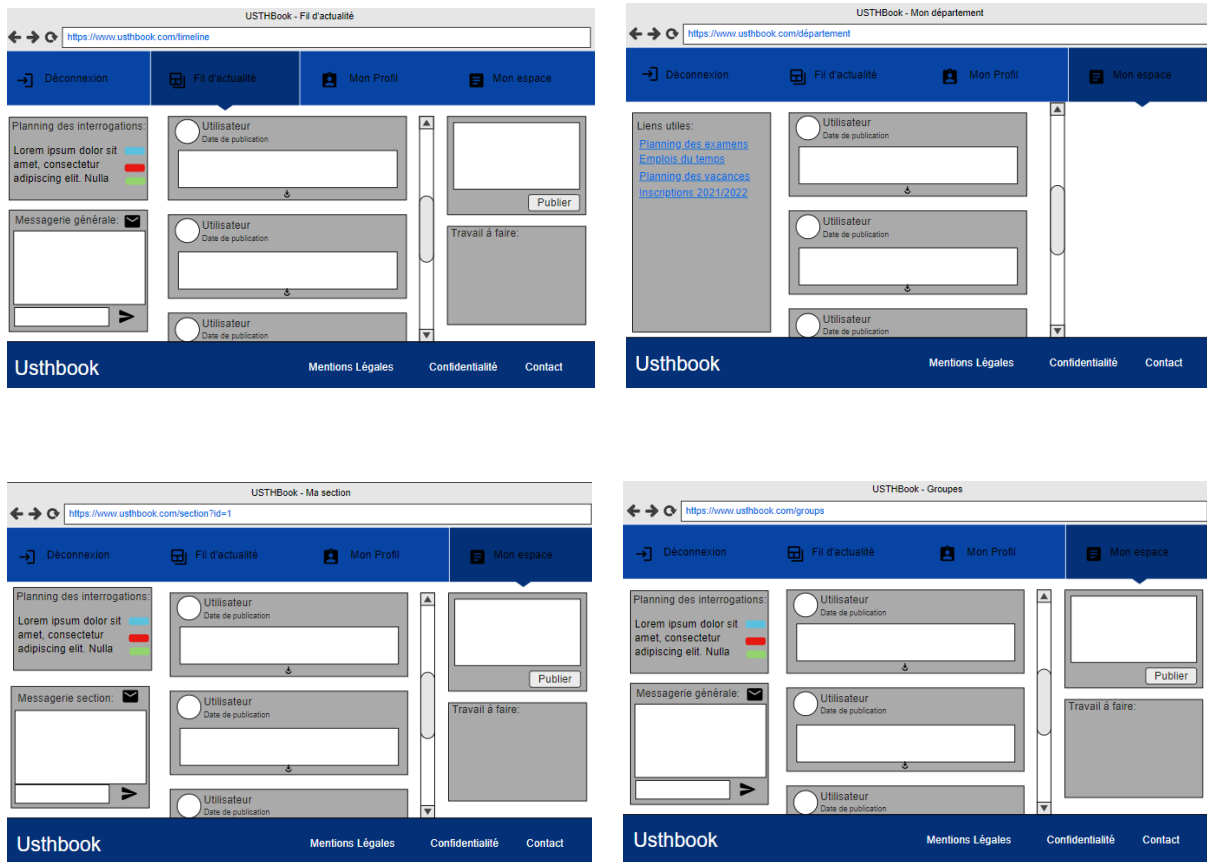 USTHBook - Fil d'actualité
https://www.usthbook.com/timeline
Déconnexion
Fil d'actualité
Mon Profil
Mon espace
Planning des interrogations:
Lorem ipsum dolor sit
amet, consectetur
adipiscing elit. Nulla
Messagerie générale:
Utilisateur
Date de publication
Utilisateur
Date de publication
Utilisateur
Date de publication
Publier
Travail à faire:
Usthbook
Mentions Légales
Confidentialité
Contact
USTHBook - Mon département
https://www.usthbook.com/département
Déconnexion
Fil d'actualité
Mon Profil
Mon espace
Liens utiles:
Planning des examens
Emplois du temps
Planning des vacances
Inscriptions 2021/2022
Utilisateur
Date de publication
Utilisateur
Date de publication
Utilisateur
Date de publication
Usthbook
Mentions Légales
Confidentialité
Contact
USTHBook - Ma section
https://www.usthbook.com/section?id=1
Déconnexion
Fil d'actualité
Mon Profil
Mon espace
Planning des interrogations:
Lorem ipsum dolor sit
amet, consectetur
adipiscing elit. Nulla
Messagerie section:
Utilisateur
Date de publication
Utilisateur
Date de publication
Utilisateur
Date de publication
Publier
Travail à faire:
Usthbook
Mentions Légales
Confidentialité
Contact
USTHBook - Groupes
https://www.usthbook.com/groups
Déconnexion
Fil d'actualité
Mon Profil
Mon espace
Planning des interrogations:
Lorem ipsum dolor sit
amet, consectetur
adipiscing elit. Nulla
Messagerie générale:
Utilisateur
Date de publication
Utilisateur
Date de publication
Utilisateur
Date de publication
Publier
Travail à faire:
Usthbook
Mentions Légales
Confidentialité
Contact